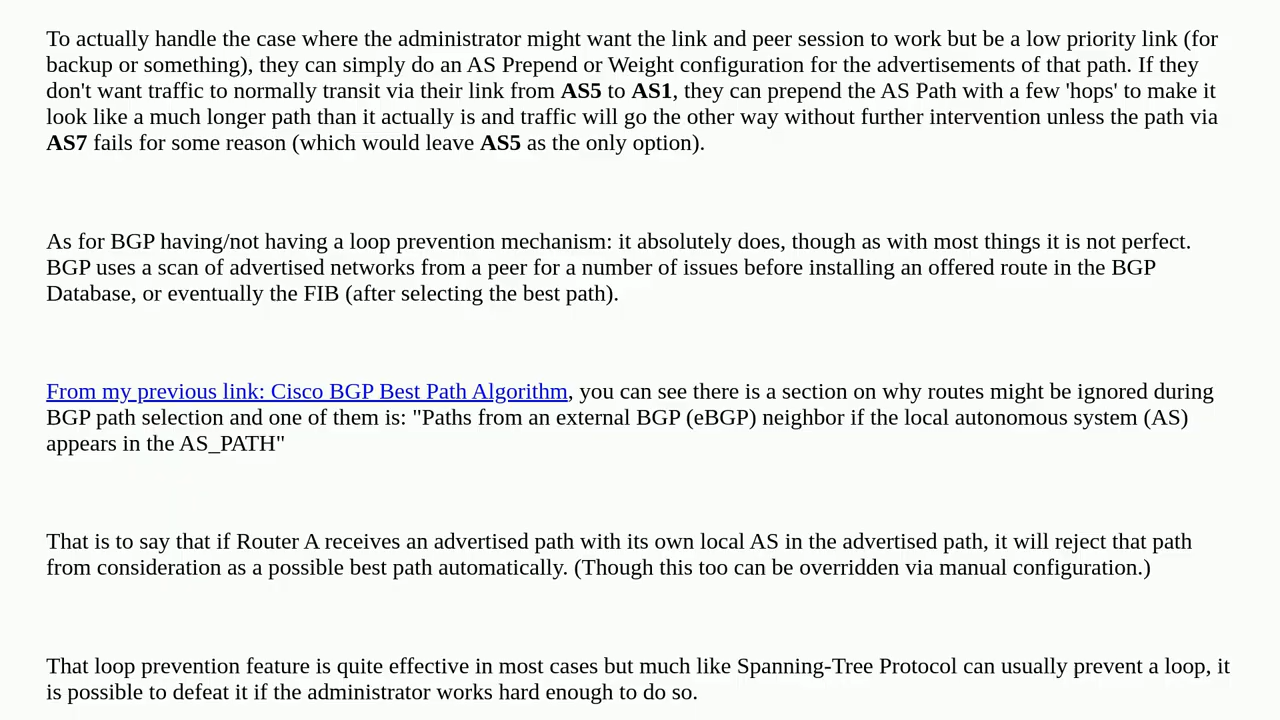 To actually handle the case where the administrator might want the link and peer session to work but be a low priority link (for
backup or something), they can simply do an AS Prepend or Weight configuration for the advertisements of that path. If they
don't want traffic to normally transit via their link from AS5 to AS1, they can prepend the AS Path with a few 'hops' to make it
look like a much longer path than it actually is and traffic will go the other way without further intervention unless the path via
AS7 fails for some reason (which would leave AS5 as the only option).
As for BGP having/not having a loop prevention mechanism: it absolutely does, though as with most things it is not perfect.
BGP uses a scan of advertised networks from a peer for a number of issues before installing an offered route in the BGP
Database, or eventually the FIB (after selecting the best path).
From my previous link: Cisco BGP Best Path Algorithm, you can see there is a section on why routes might be ignored during
BGP path selection and one of them is: "Paths from an external BGP (eBGP) neighbor if the local autonomous system (AS)
appears in the AS_PATH"
That is to say that if Router A receives an advertised path with its own local AS in the advertised path, it will reject that path
from consideration as a possible best path automatically. (Though this too can be overridden via manual configuration.)
That loop prevention feature is quite effective in most cases but much like Spanning-Tree Protocol can usually prevent a loop, it
is possible to defeat it if the administrator works hard enough to do so.